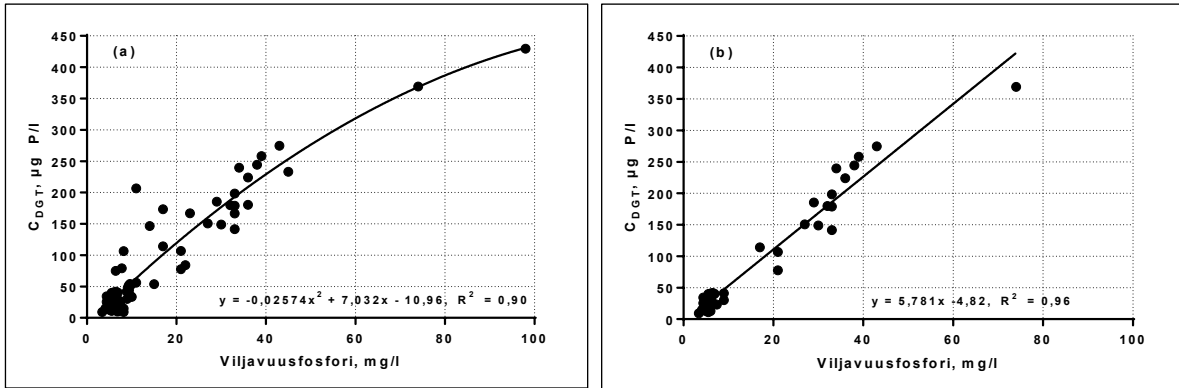 (a)
450
400
350
300
250
200
150
100
50
0
C_DGT, µg P/l
y = -0,02574x² + 7,032x - 10,96, R² = 0,90
0 20 40 60 80 100
Viljavuusfosfori, mg/l
(b)
450
400
350
300
250
200
150
100
50
0
C_DGT, µg P/l
y = 5,781x -4,82, R² = 0,96
0 20 40 60 80 100
Viljavuusfosfori, mg/l